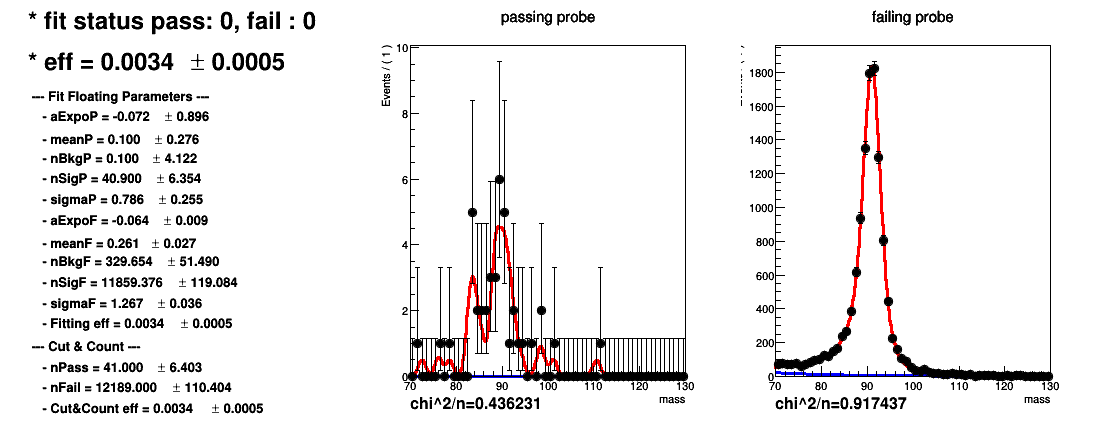 * fit status pass: 0, fail : 0
* eff = 0.0034 ± 0.0005
--- Fit Floating Parameters ---
- aExpoP = -0.072 ± 0.896
- meanP = 0.100 ± 0.276
- nBkgP = 0.100 ± 4.122
- nSigP = 40.900 ± 6.354
- sigmaP = 0.786 ± 0.255
- aExpoF = -0.064 ± 0.009
- meanF = 0.261 ± 0.027
- nBkgF = 329.654 ± 51.490
- nSigF = 11859.376 ± 119.084
- sigmaF = 1.267 ± 0.036
- Fitting eff = 0.0034 ± 0.0005
--- Cut & Count ---
- nPass = 41.000 ± 6.403
- nFail = 12189.000 ± 110.404
- Cut&Count eff = 0.0034 ± 0.0005
passing probe
Events / ( 1 )
10
8
6
4
2
0
70 80 90 100 110 120 130
mass
chi^2/n=0.436231
failing probe
1800
1600
1400
1200
1000
800
600
400
200
0
70 80 90 100 110 120 130
mass
chi^2/n=0.917437